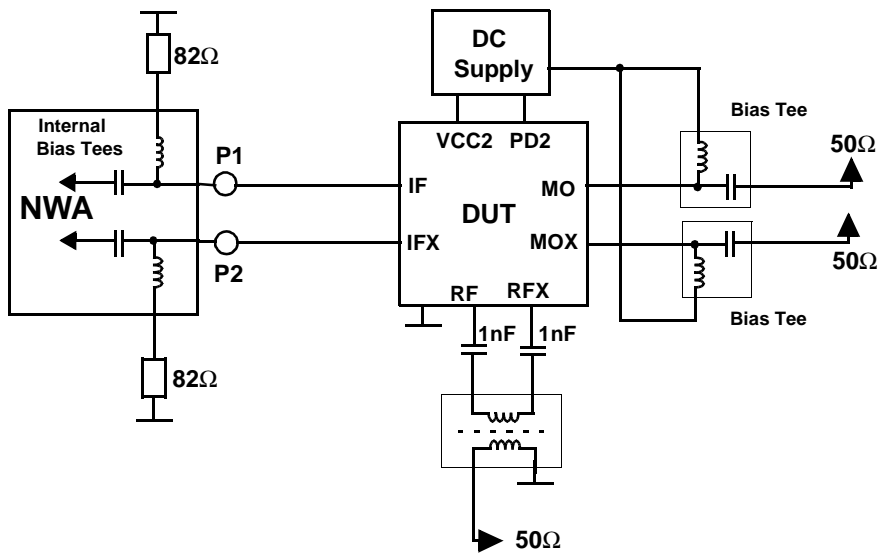 82Ω
DC
Supply
Internal
Bias Tees
P1
NWA
P2
82Ω
VCC2 PD2
IF
MO
DUT
IFX
MOX
RF RFX
Bias Tee
50Ω
50Ω
Bias Tee
1nF 1nF
50Ω